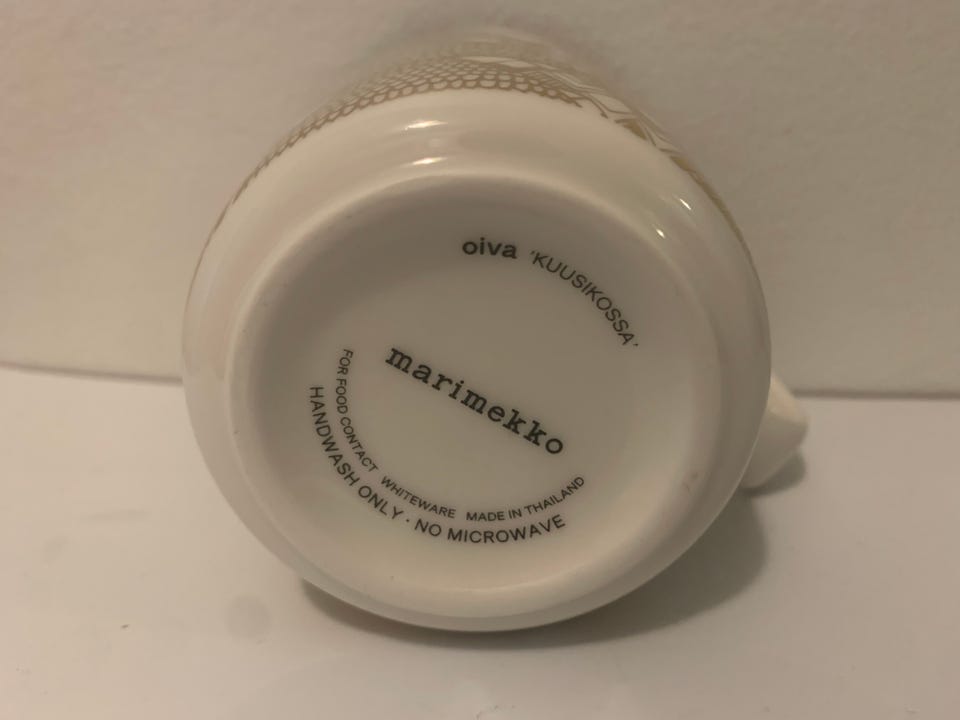 oiva 'KUUSIKOSSA'
marimekko
FOR FOOD CONTACT WHITEWARE MADE IN THAILAND
HANDWASH ONLY · NO MICROWAVE